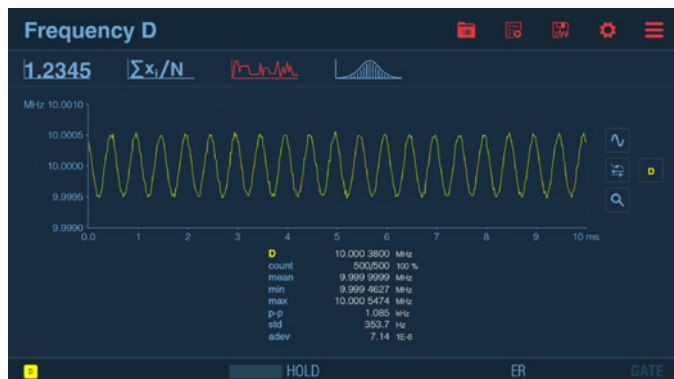 Frequency D
1.2345 Σxᵢ/N
MHz 10.0010
10.0005
10.0000
9.9995
9.9990
0.0 1 2 3 4 5 6 7 8 9 10 ms
D
D 10.000 3800 MHz
count 500/500 100 %
mean 9.999 9999 MHz
min 9.999 4627 MHz
max 10.000 5474 MHz
p-p 1.085 kHz
std 353.7 Hz
adev 7.14 1E-6
D HOLD ER GATE